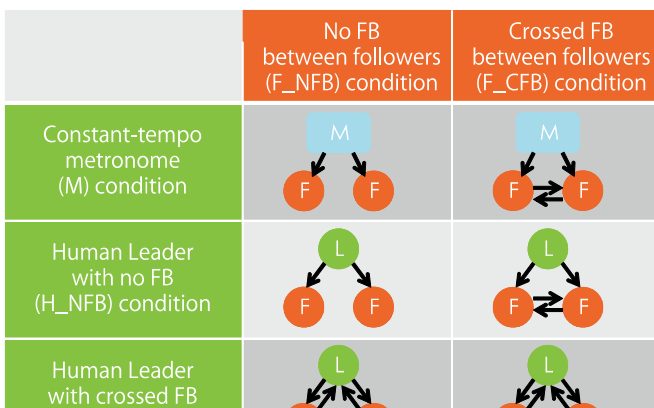 No FB
between followers
(F_NFB) condition
Crossed FB
between followers
(F_CFB) condition
Constant-tempo
metronome
(M) condition
M
F F
M
F F
Human Leader
with no FB
(H_NFB) condition
L
F F
L
F F
Human Leader
with crossed FB
L
L